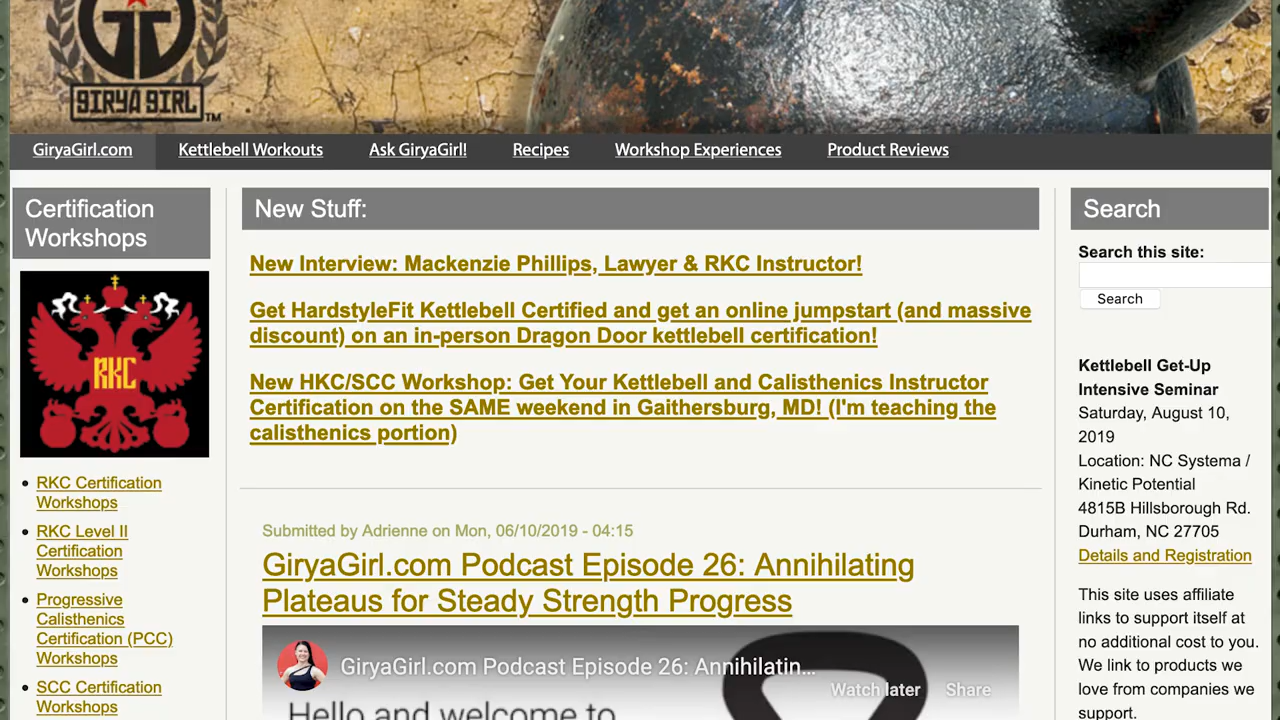 GIRYA GIRL TM
GiryaGirl.com
Kettlebell Workouts
Ask GiryaGirl!
Recipes
Workshop Experiences
Product Reviews
Certification
Workshops
RKC
RKC Certification
Workshops
RKC Level II
Certification
Workshops
Progressive
Calisthenics
Certification (PCC)
Workshops
SCC Certification
Workshops
New Stuff:
New Interview: Mackenzie Phillips, Lawyer & RKC Instructor!
Get HardstyleFit Kettlebell Certified and get an online jumpstart (and massive
discount) on an in-person Dragon Door kettlebell certification!
New HKC/SCC Workshop: Get Your Kettlebell and Calisthenics Instructor
Certification on the SAME weekend in Gaithersburg, MD! (I'm teaching the
calisthenics portion)
Submitted by Adrienne on Mon, 06/10/2019 - 04:15
GiryaGirl.com Podcast Episode 26: Annihilating
Plateaus for Steady Strength Progress
GiryaGirl.com Podcast Episode 26: Annihilatin...
Watch later
Share
Hello and welcome to
Search
Search this site:
Search
Kettlebell Get-Up
Intensive Seminar
Saturday, August 10,
2019
Location: NC Systema /
Kinetic Potential
4815B Hillsborough Rd.
Durham, NC 27705
Details and Registration
This site uses affiliate
links to support itself at
no additional cost to you.
We link to products we
love from companies we
support.